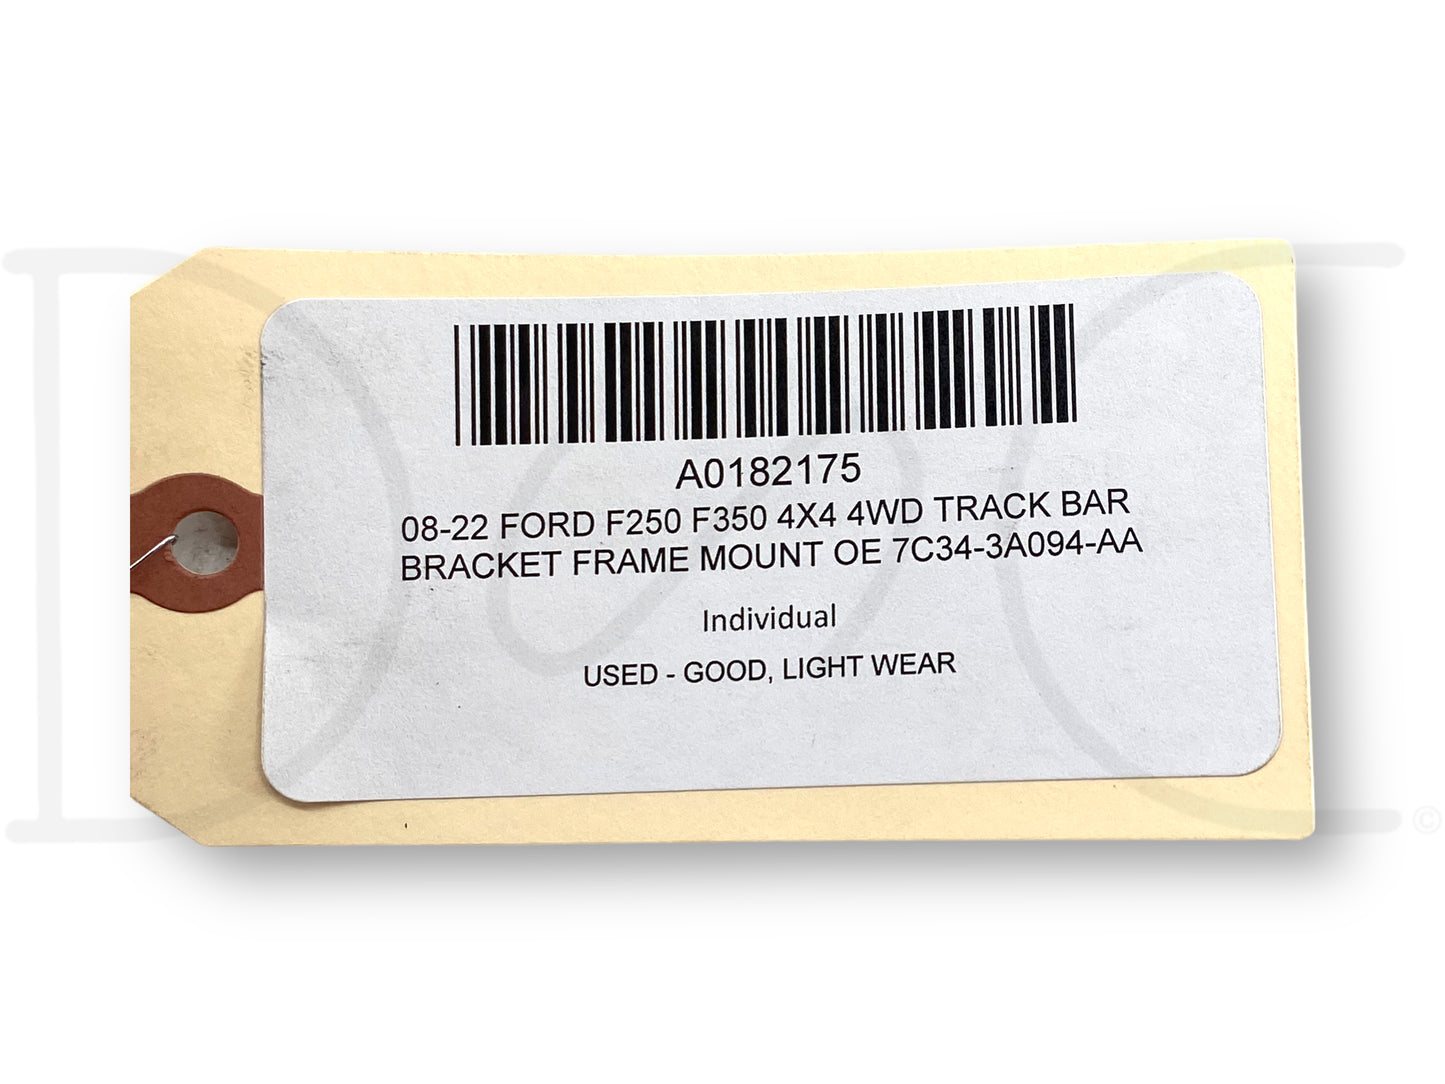 A0182175
08-22 FORD F250 F350 4X4 4WD TRACK BAR
BRACKET FRAME MOUNT OE 7C34-3A094-AA
Individual
USED - GOOD, LIGHT WEAR
©